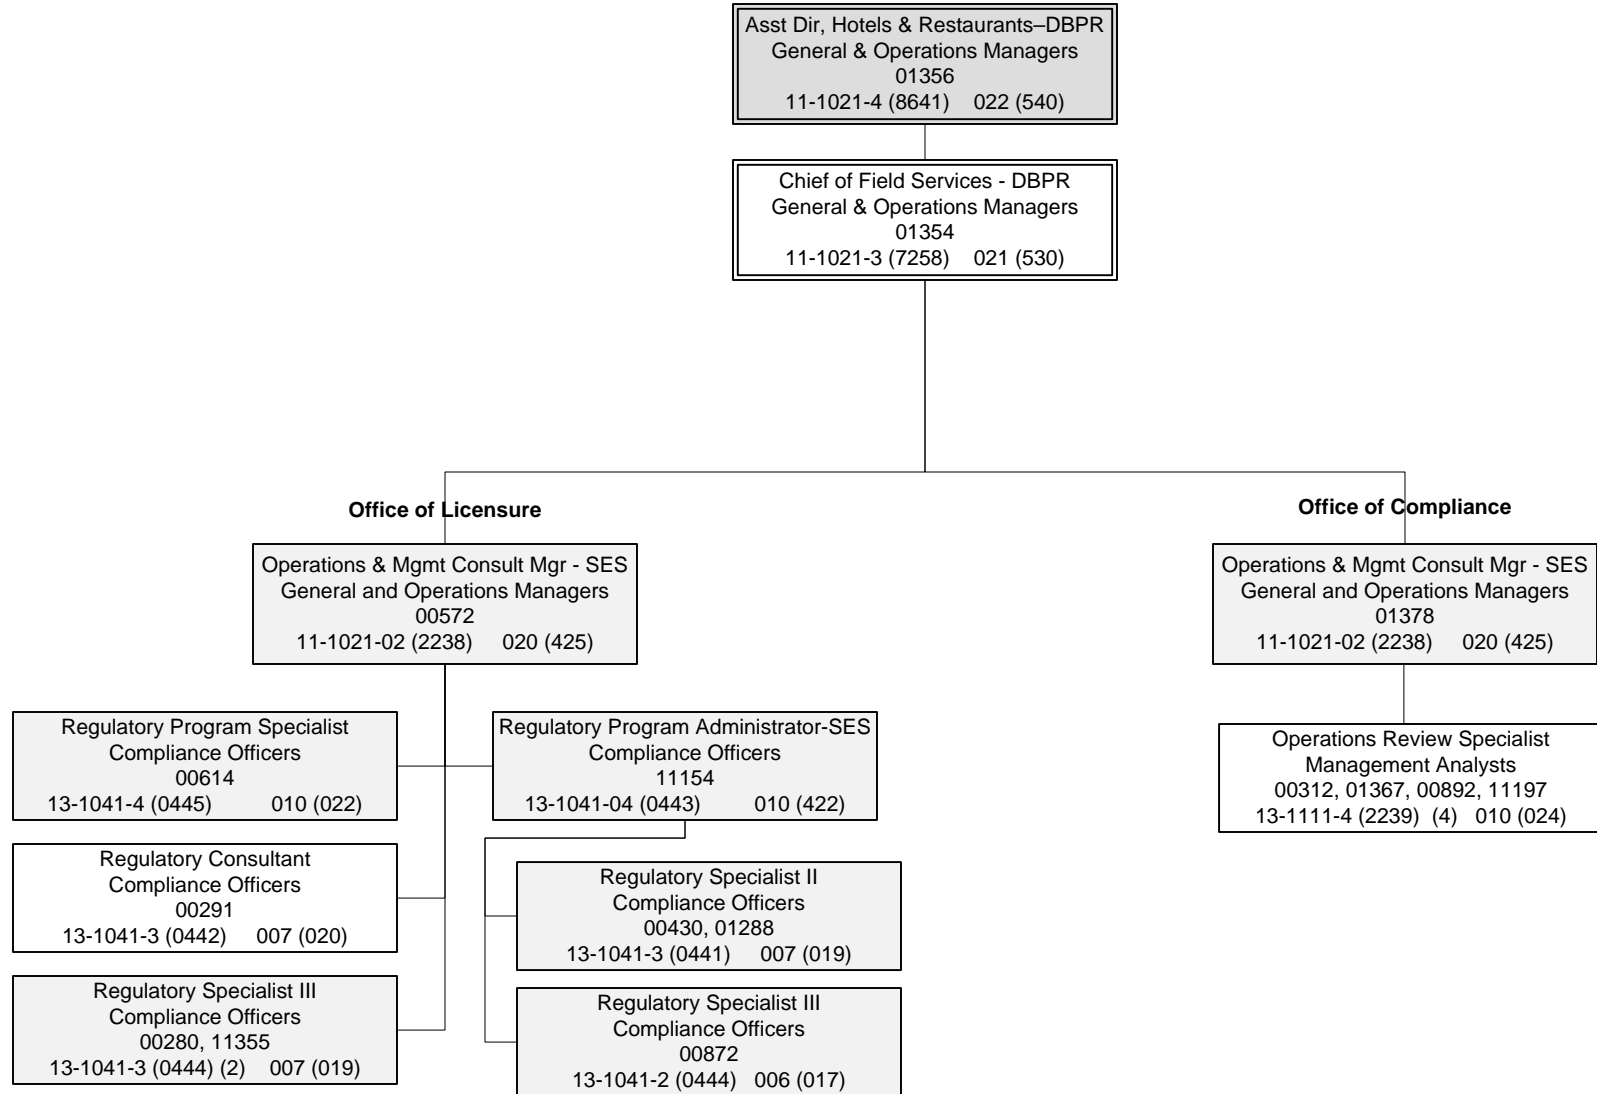 Asst Dir, Hotels & Restaurants–DBPR
General & Operations Managers
01356
11-1021-4 (8641) 022 (540)
Chief of Field Services - DBPR
General & Operations Managers
01354
11-1021-3 (7258) 021 (530)
Office of Licensure
Operations & Mgmt Consult Mgr - SES
General and Operations Managers
00572
11-1021-02 (2238) 020 (425)
Regulatory Program Specialist
Compliance Officers
00614
13-1041-4 (0445) 010 (022)
Regulatory Consultant
Compliance Officers
00291
13-1041-3 (0442) 007 (020)
Regulatory Specialist III
Compliance Officers
00280, 11355
13-1041-3 (0444) (2) 007 (019)
Regulatory Program Administrator-SES
Compliance Officers
11154
13-1041-04 (0443) 010 (422)
Regulatory Specialist II
Compliance Officers
00430, 01288
13-1041-3 (0441) 007 (019)
Regulatory Specialist III
Compliance Officers
00872
13-1041-2 (0444) 006 (017)
Office of Compliance
Operations & Mgmt Consult Mgr - SES
General and Operations Managers
01378
11-1021-02 (2238) 020 (425)
Operations Review Specialist
Management Analysts
00312, 01367, 00892, 11197
13-1111-4 (2239) (4) 010 (024)